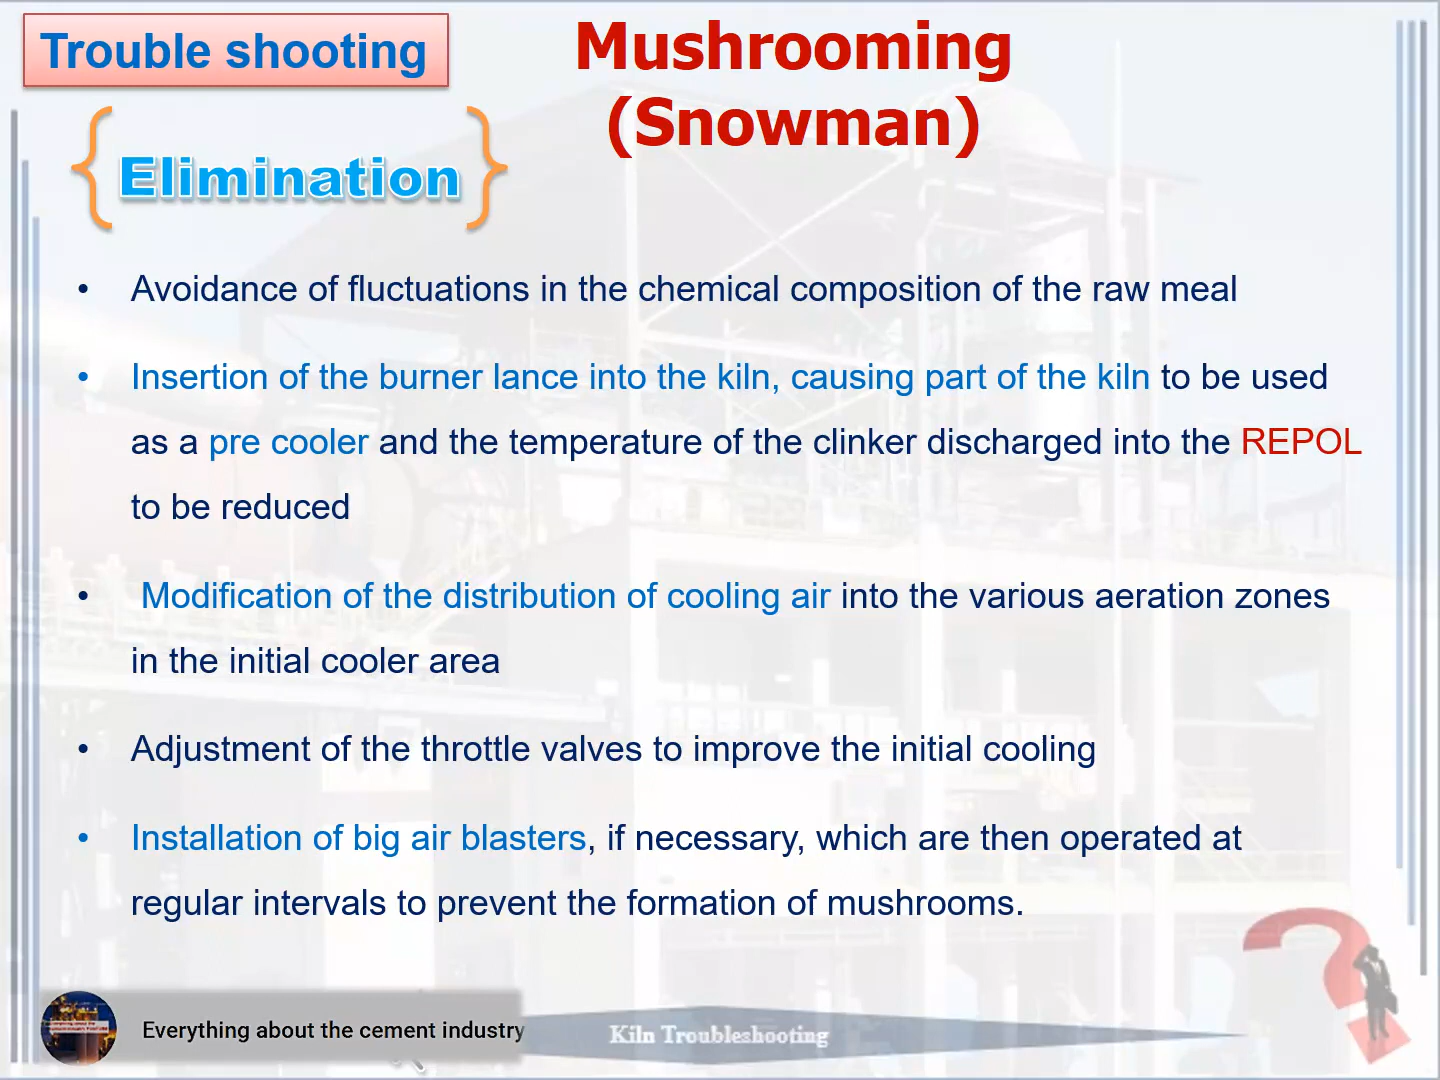 Trouble shooting
Mushrooming
(Snowman)
Elimination
• Avoidance of fluctuations in the chemical composition of the raw meal
• Insertion of the burner lance into the kiln, causing part of the kiln to be used
as a pre cooler and the temperature of the clinker discharged into the REPOL
to be reduced
• Modification of the distribution of cooling air into the various aeration zones
in the initial cooler area
• Adjustment of the throttle valves to improve the initial cooling
• Installation of big air blasters, if necessary, which are then operated at
regular intervals to prevent the formation of mushrooms.
Everything about the cement industry
Kiln Troubleshooting